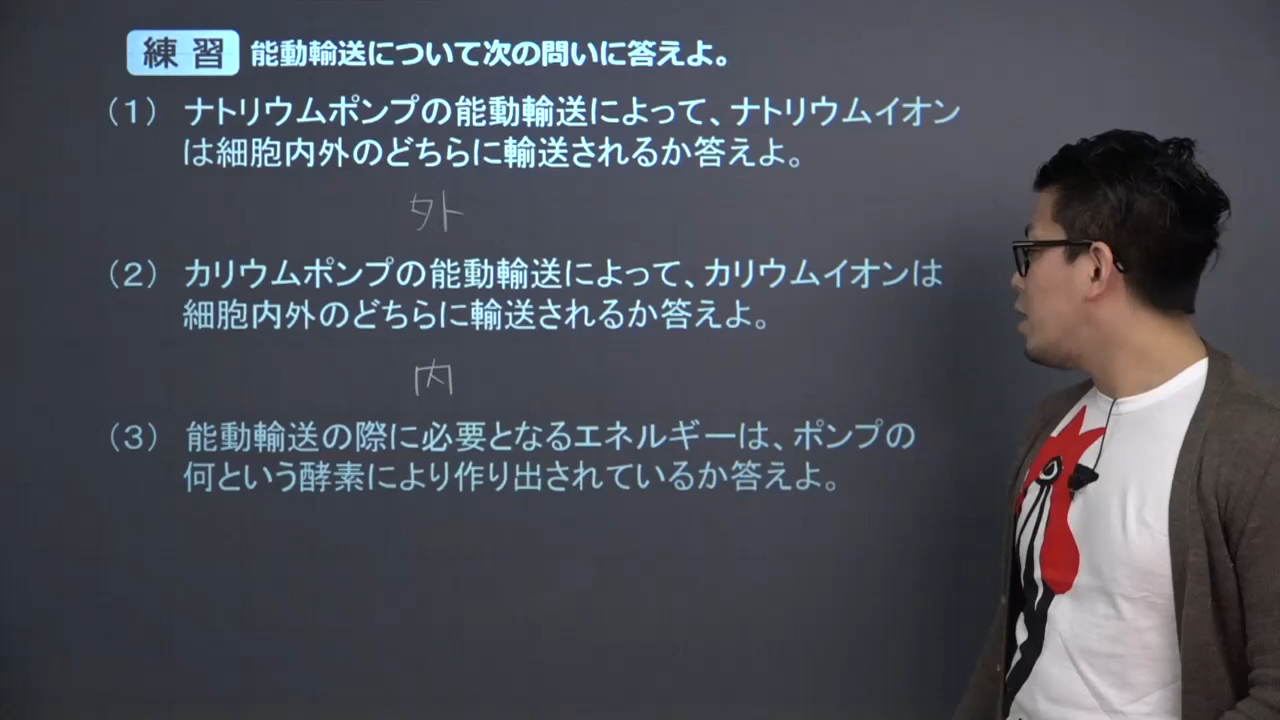 練習 能動輸送について次の問いに答えよ。
（1） ナトリウムポンプの能動輸送によって、ナトリウムイオン
は細胞内外のどちらに輸送されるか答えよ。
外
（2） カリウムポンプの能動輸送によって、カリウムイオンは
細胞内外のどちらに輸送されるか答えよ。
内
（3） 能動輸送の際に必要となるエネルギーは、ポンプの
何という酵素により作り出されているか答えよ。